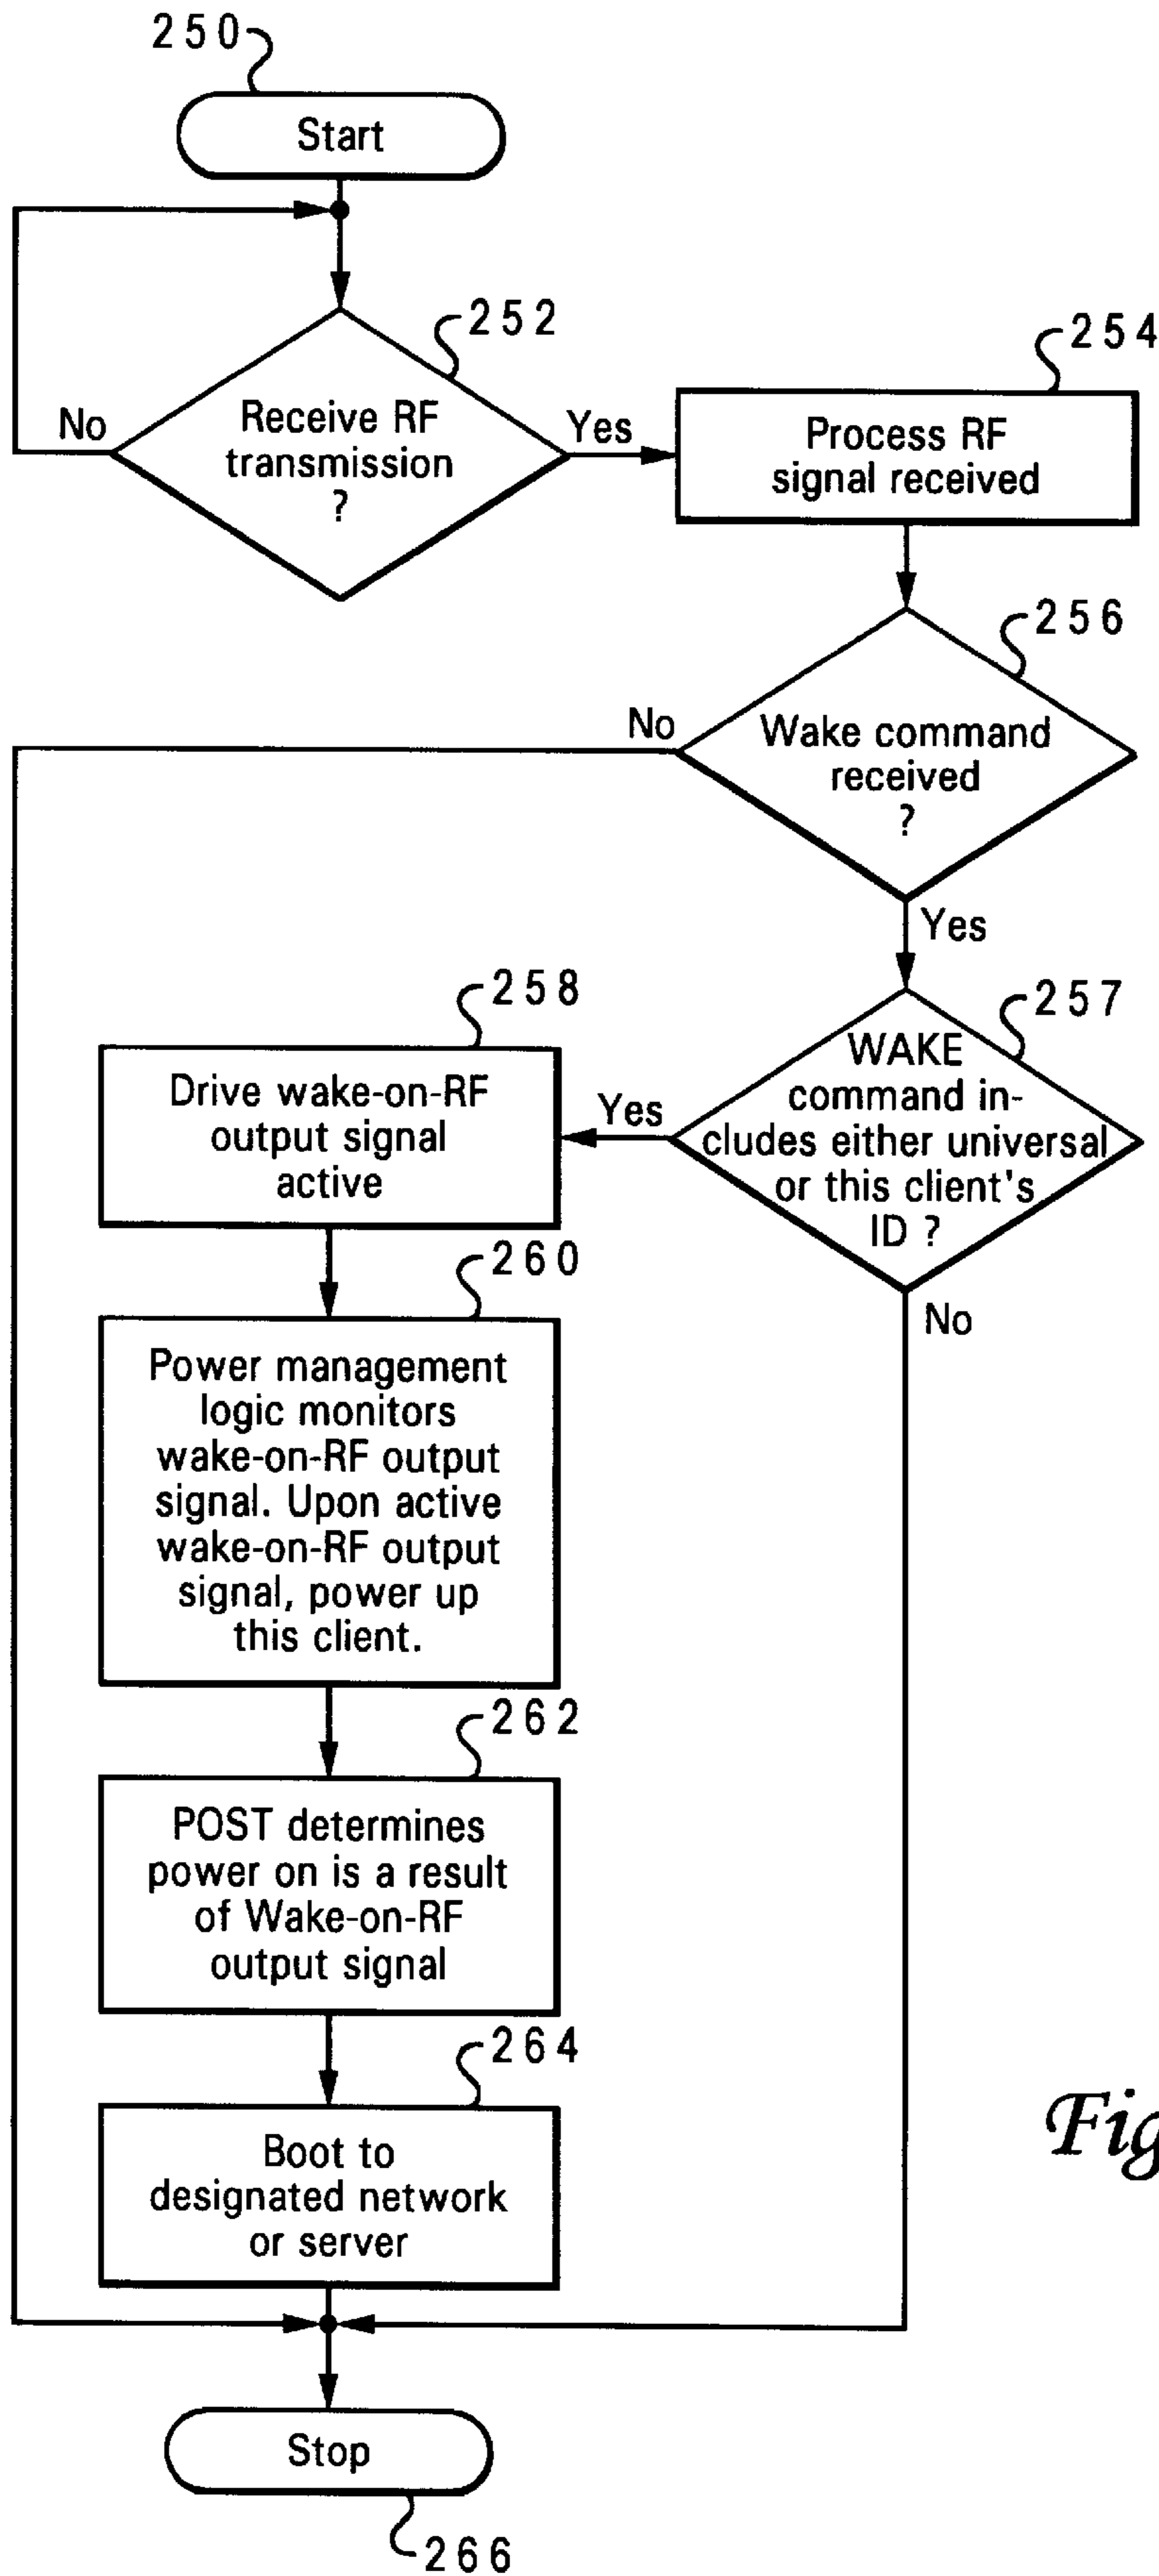 250
Start
252
Receive RF
transmission
?
No
Yes
254
Process RF
signal received
256
Wake command
received
?
No
Yes
257
WAKE
command in-
cludes either universal
or this client's
ID ?
Yes
No
258
Drive wake-on-RF
output signal
active
260
Power management
logic monitors
wake-on-RF output
signal. Upon active
wake-on-RF output
signal, power up
this client.
262
POST determines
power on is a result
of Wake-on-RF
output signal
264
Boot to
designated network
or server
Stop
266
Fig